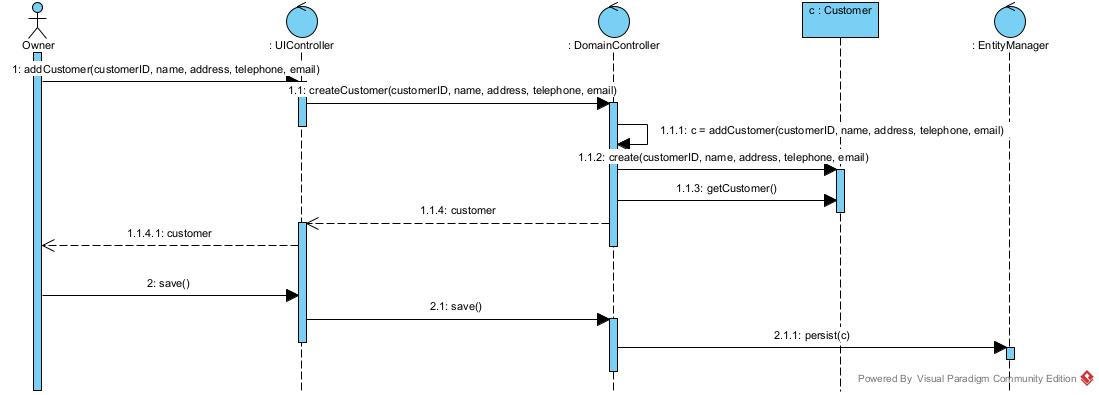 c : Customer
Owner
: UIController
: DomainController
: EntityManager
1: addCustomer(customerID, name, address, telephone, email)
1.1: createCustomer(customerID, name, address, telephone, email)
1.1.1: c = addCustomer(customerID, name, address, telephone, email)
1.1.2: create(customerID, name, address, telephone, email)
1.1.3: getCustomer()
1.1.4: customer
1.1.4.1: customer
2: save()
2.1: save()
2.1.1: persist(c)
Powered By Visual Paradigm Community Edition